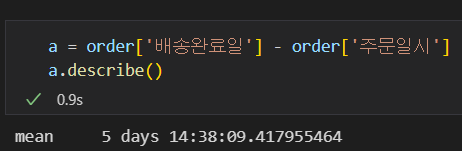 a = order['배송완료일'] - order['주문일시']
a.describe()
✓ 0.9s
mean 5 days 14:38:09.417955464